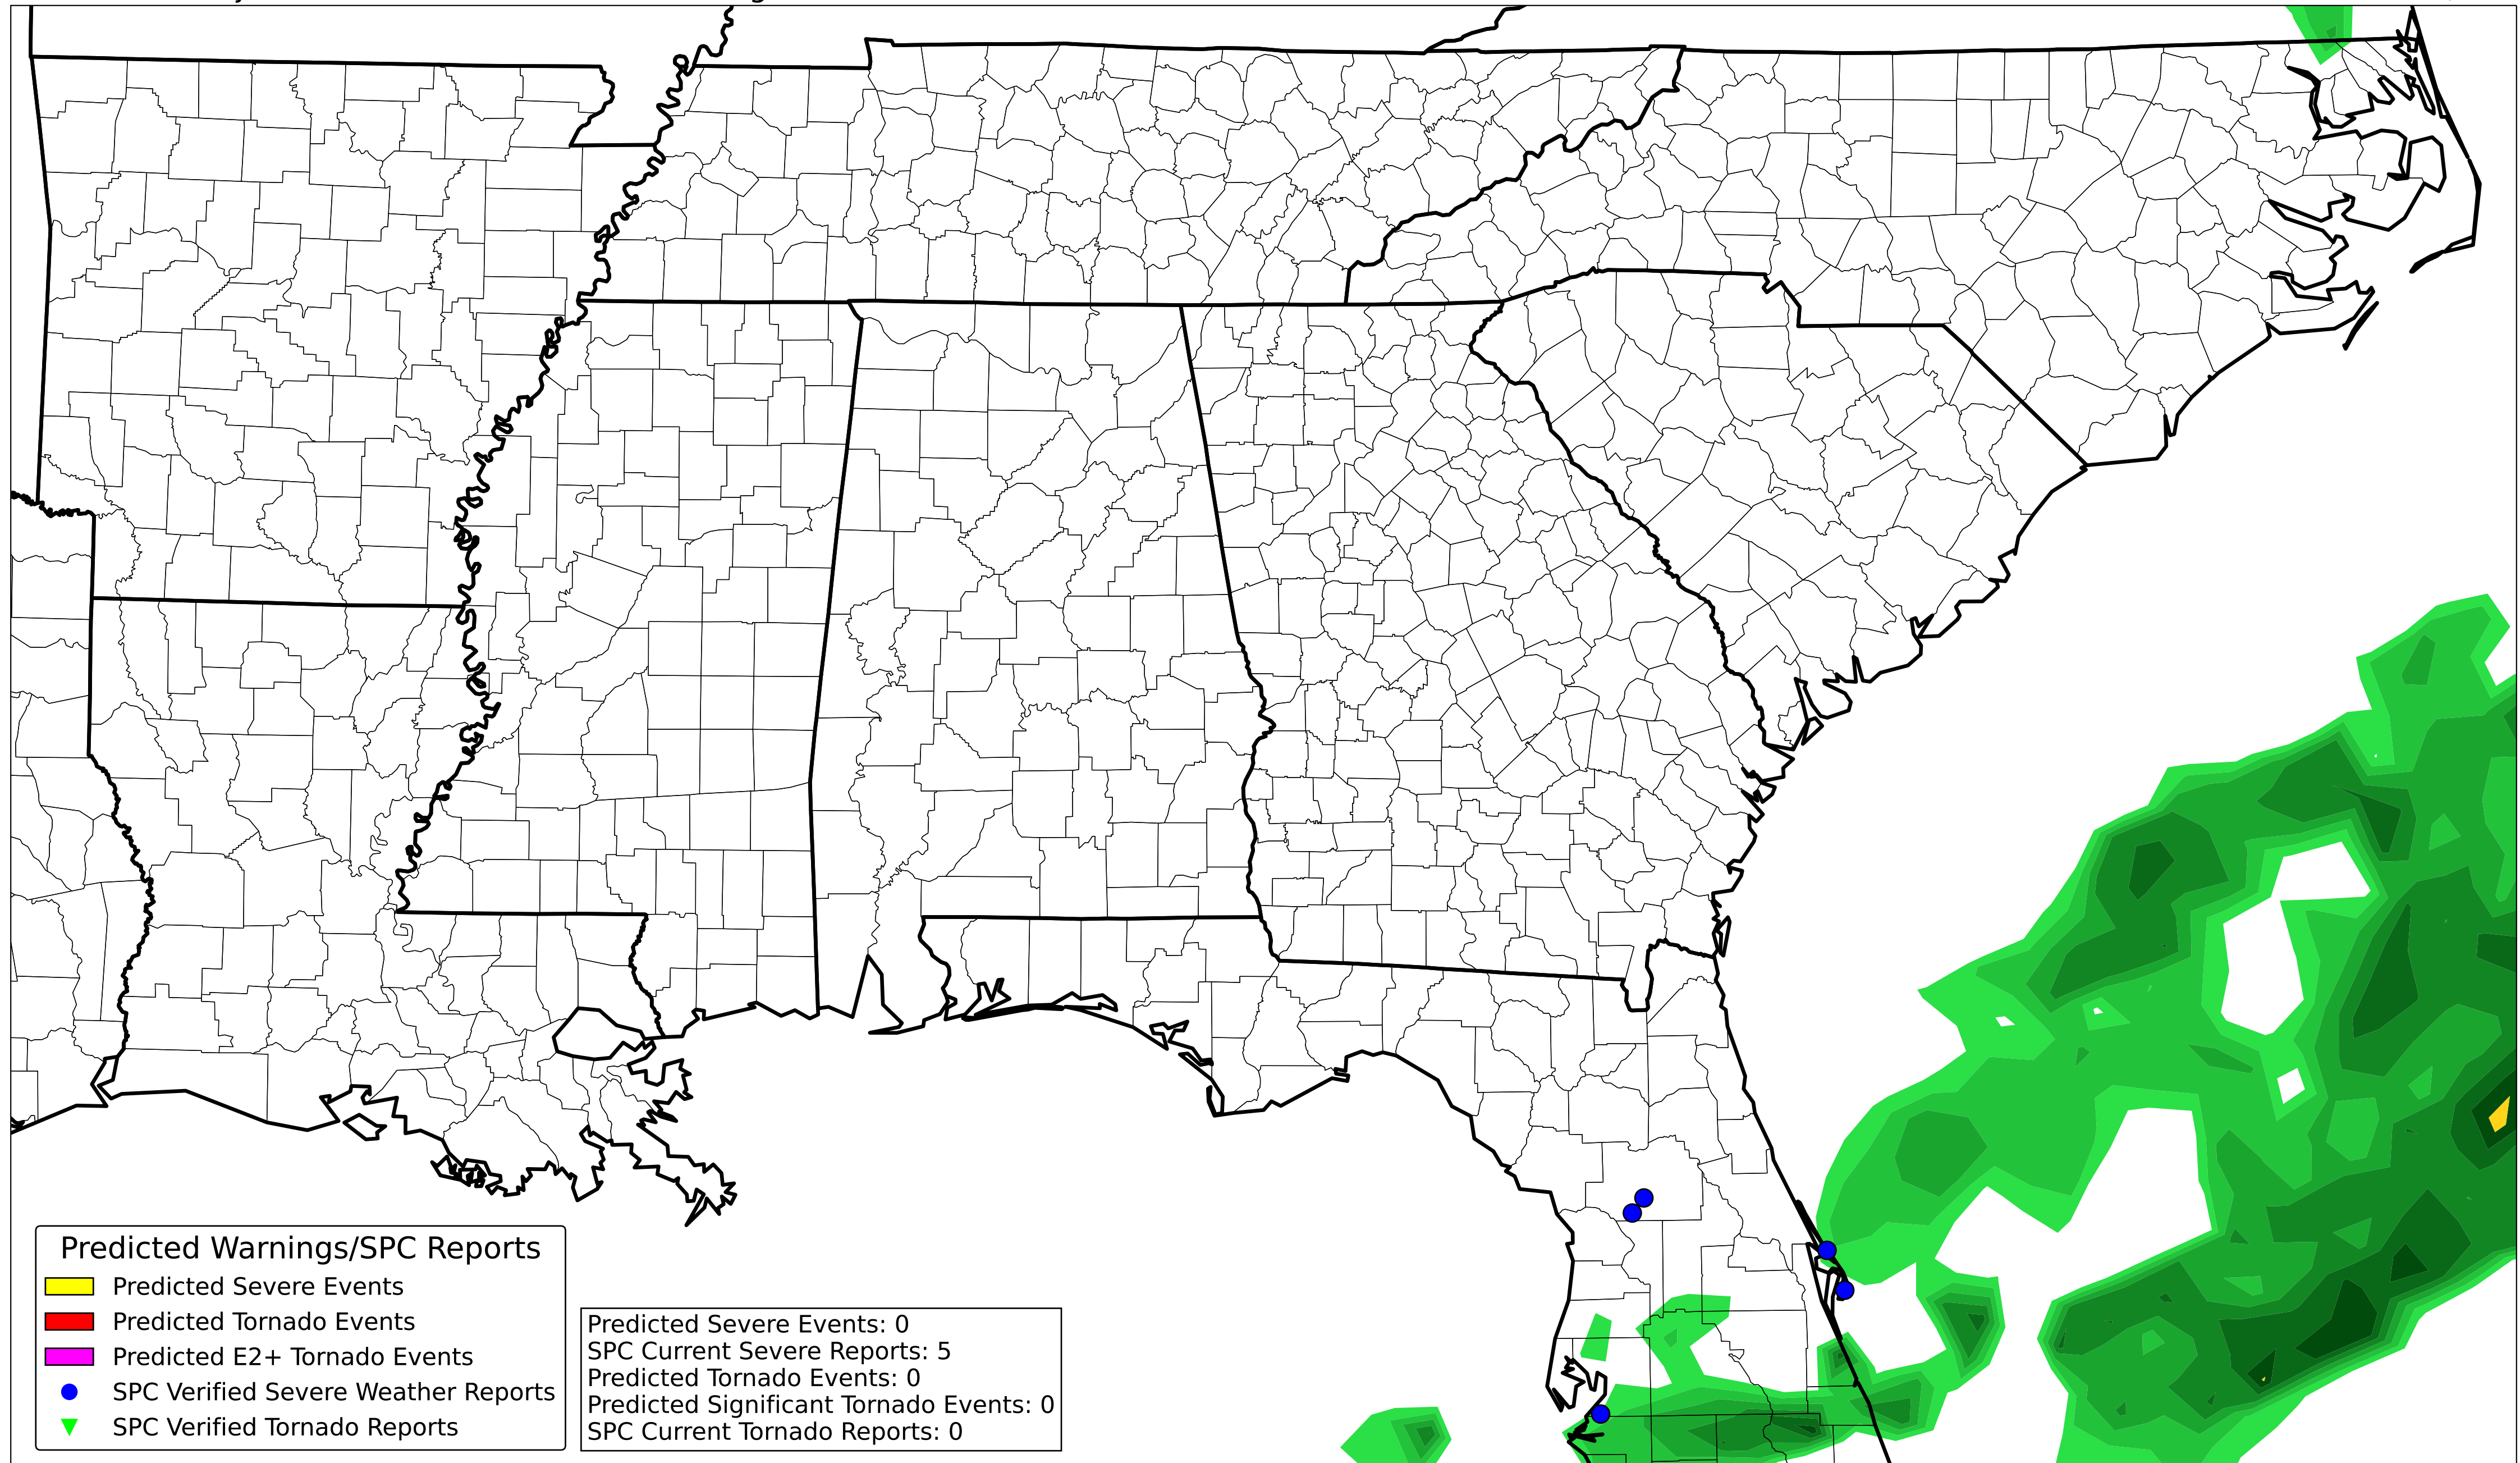 Predicted Warnings/SPC Reports
Predicted Severe Events
Predicted Tornado Events
Predicted E2+ Tornado Events
SPC Verified Severe Weather Reports
SPC Verified Tornado Reports
Predicted Severe Events: 0
SPC Current Severe Reports: 5
Predicted Tornado Events: 0
Predicted Significant Tornado Events: 0
SPC Current Tornado Reports: 0